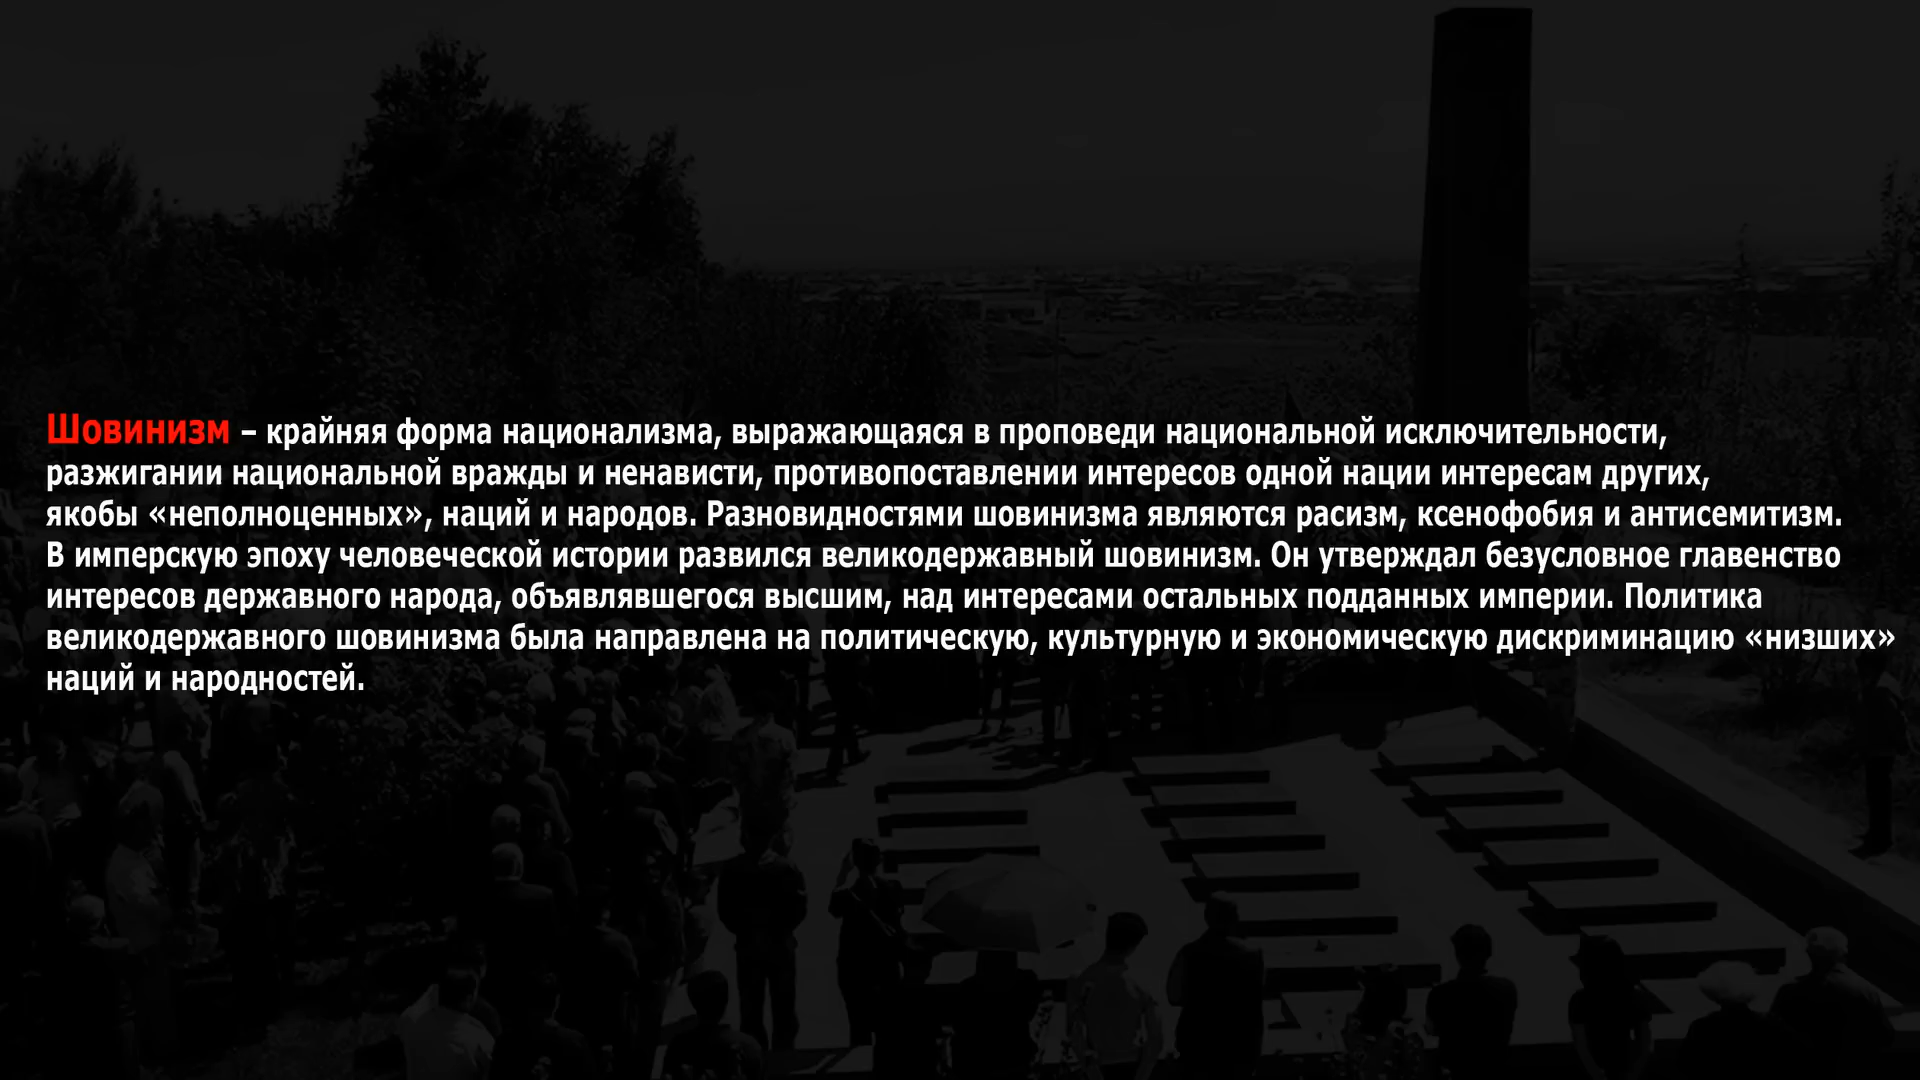 Шовинизм – крайняя форма национализма, выражающаяся в проповеди национальной исключительности,
разжигании национальной вражды и ненависти, противопоставлении интересов одной нации интересам других,
якобы «неполноценных», наций и народов. Разновидностями шовинизма являются расизм, ксенофобия и антисемитизм.
В имперскую эпоху человеческой истории развился великодержавный шовинизм. Он утверждал безусловное главенство
интересов державного народа, объявлявшегося высшим, над интересами остальных подданных империи. Политика
великодержавного шовинизма была направлена на политическую, культурную и экономическую дискриминацию «низших»
наций и народностей.